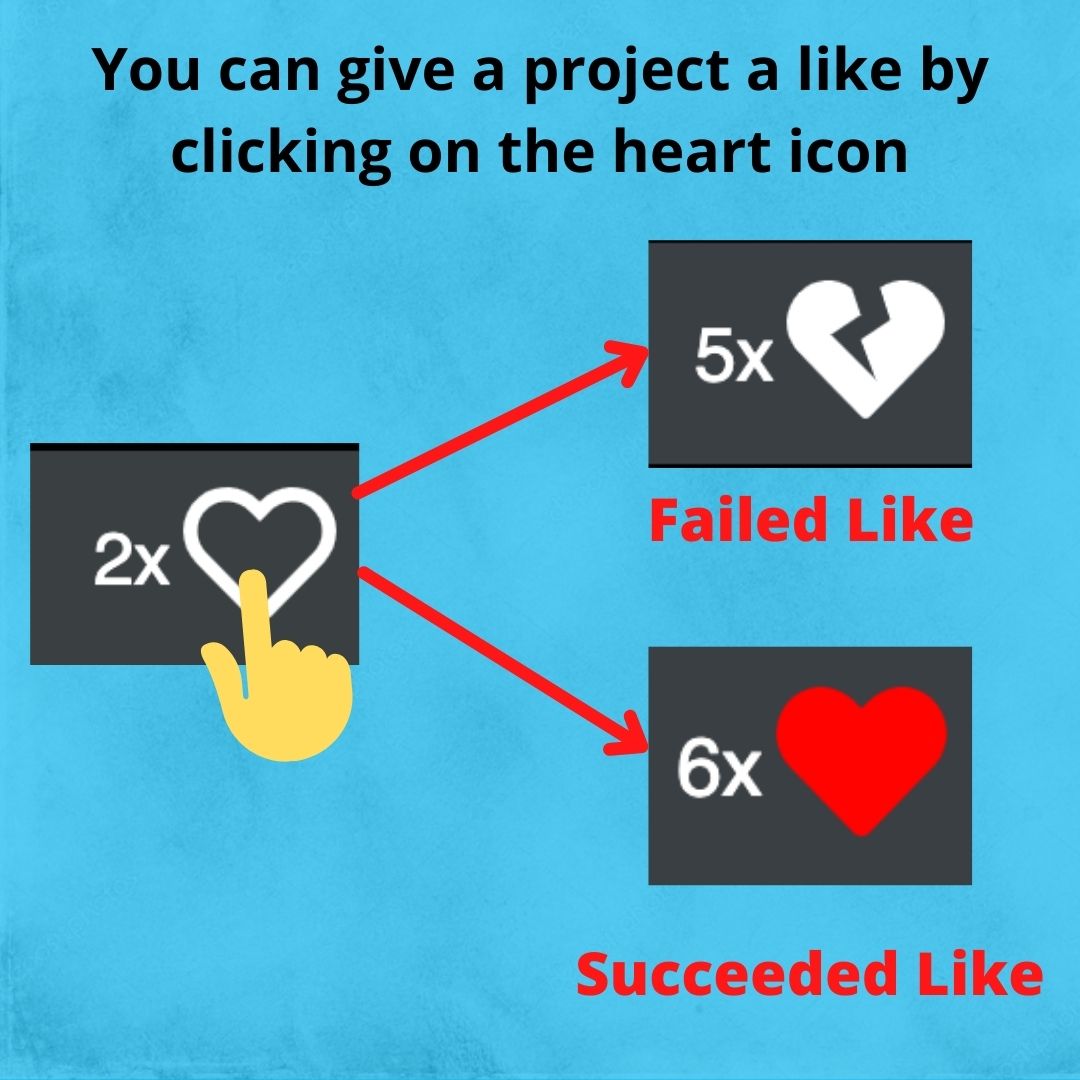 You can give a project a like by
clicking on the heart icon
5x
Failed Like
2x
6x
Succeeded Like